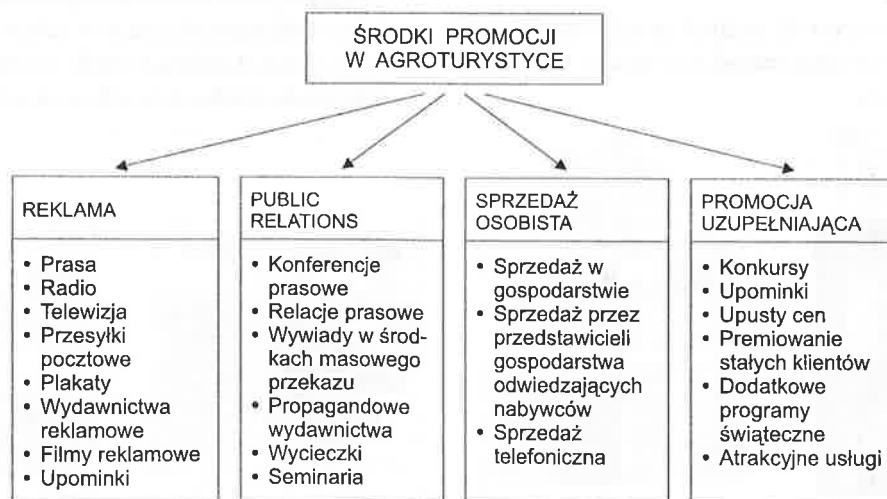 ŚRODKI PROMOCJI
W AGROTURYSTYCE
REKLAMA
• Prasa
• Radio
• Telewizja
• Przesyłki
pocztowe
• Plakaty
• Wydawnictwa
reklamowe
• Filmy reklamowe
• Upominki
PUBLIC
RELATIONS
• Konferencje
prasowe
• Relacje prasowe
• Wywiady w środ-
kach masowego
przekazu
• Propagandowe
wydawnictwa
• Wycieczki
• Seminaria
SPRZEDAŻ
OSOBISTA
• Sprzedaż w
gospodarstwie
• Sprzedaż przez
przedstawicieli
gospodarstwa
odwiedzających
nabywców
• Sprzedaż
telefoniczna
PROMOCJA
UZUPEŁNIAJĄCA
• Konkursy
• Upominki
• Upusty cen
• Premiowanie
stałych klientów
• Dodatkowe
programy
świąteczne
• Atrakcyjne usługi